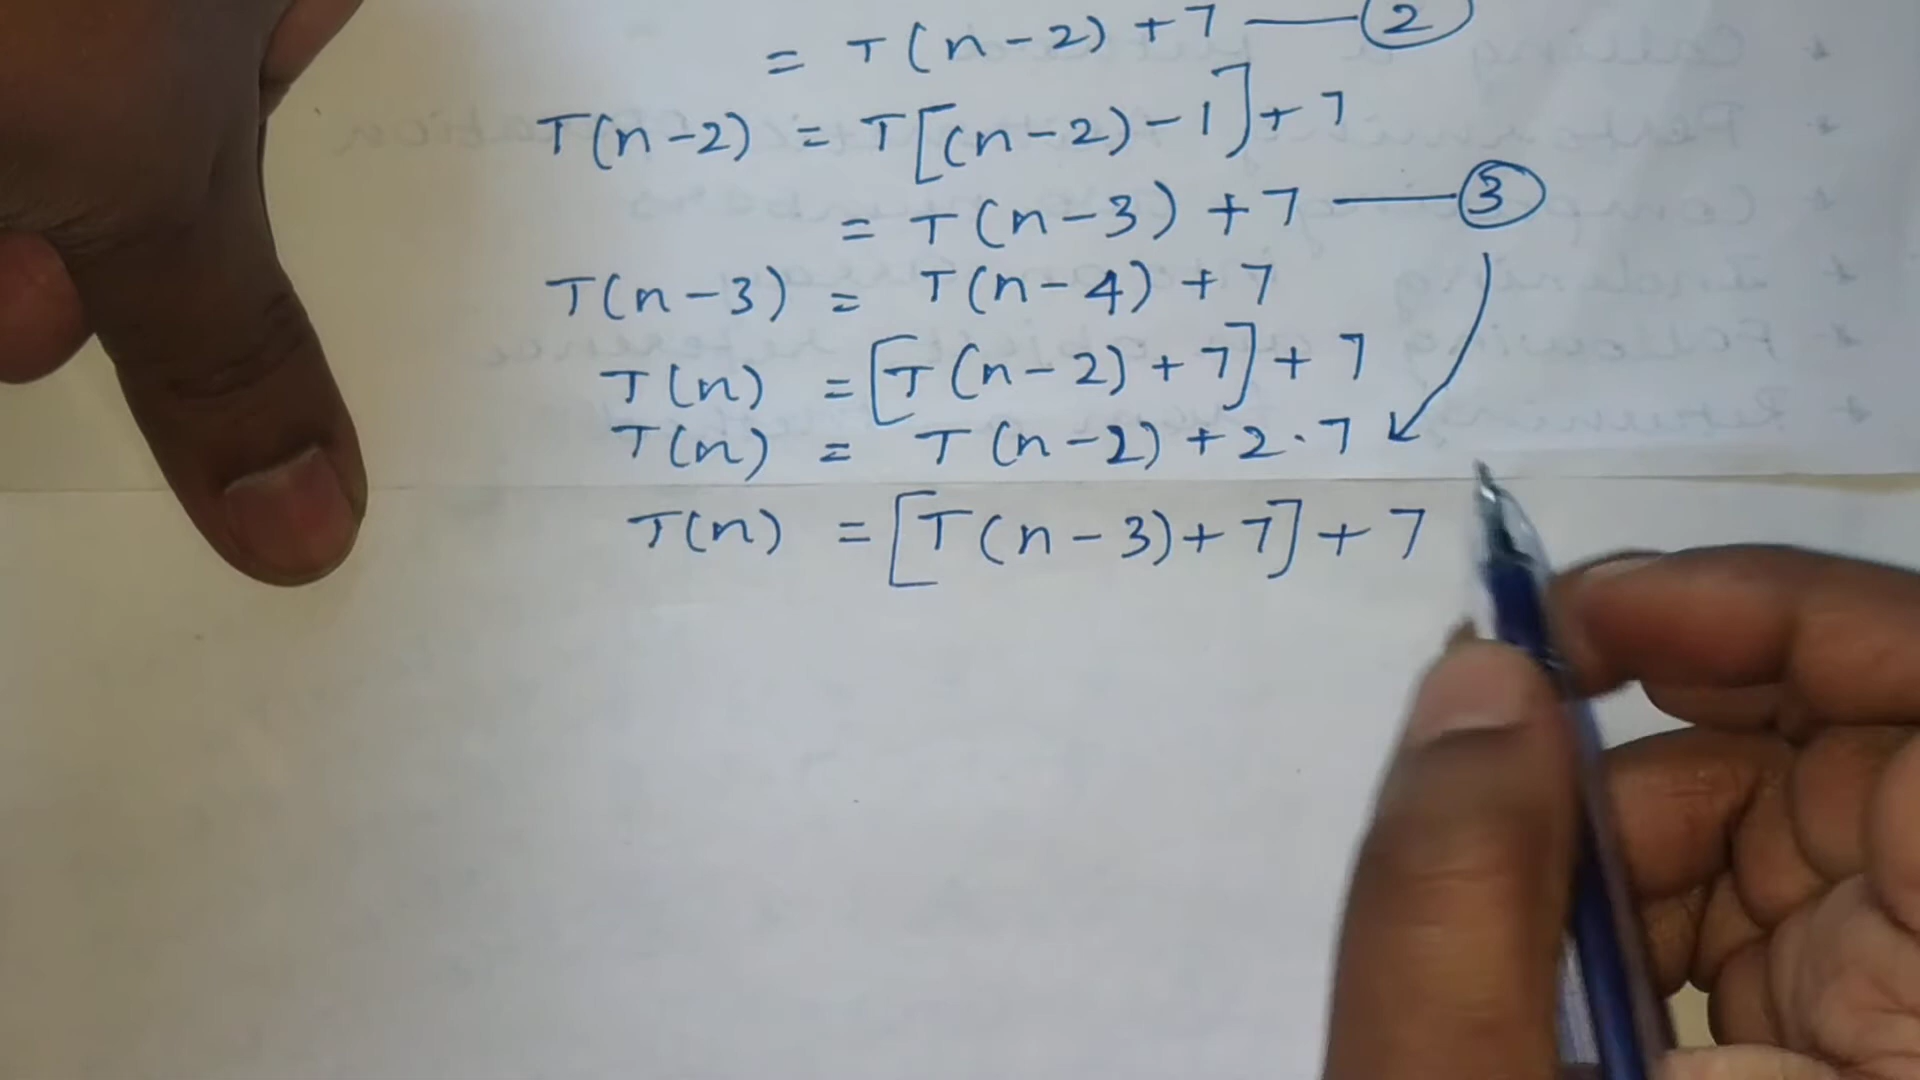 = T(n-2) + 7 —— ②
T(n-2) = T[(n-2)-1] + 7
= T(n-3) + 7 —— ③
T(n-3) = T(n-4) + 7
T(n) = [T(n-2) + 7] + 7
T(n) = T(n-2) + 2·7
T(n) = [T(n-3) + 7] + 7